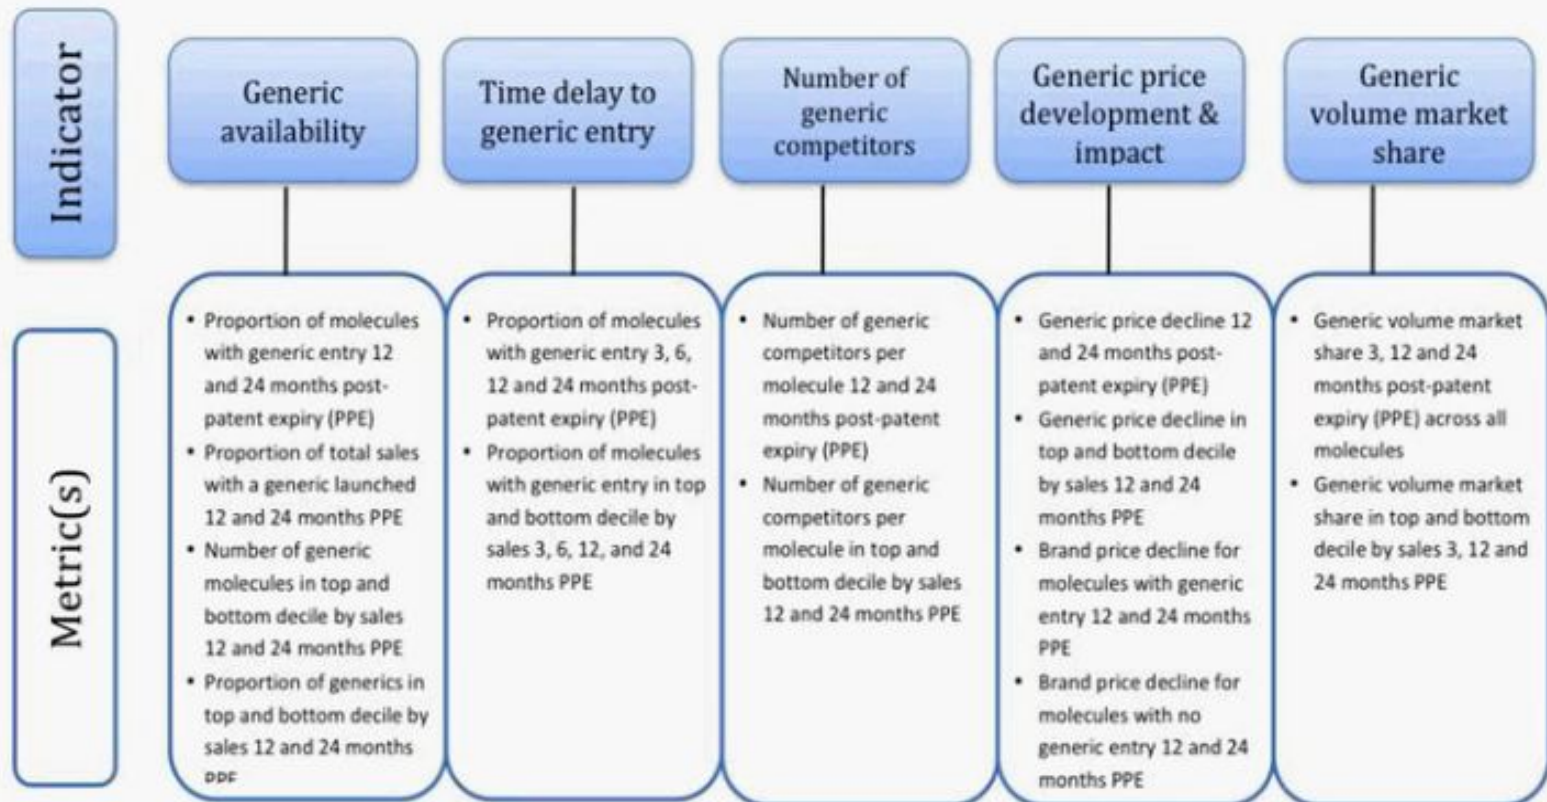 Indicator
Generic
availability
Time delay to
generic entry
Number of
generic
competitors
Generic price
development &
impact
Generic
volume market
share
Metric(s)
• Proportion of molecules
with generic entry 12
and 24 months post-
patent expiry (PPE)
• Proportion of total sales
with a generic launched
12 and 24 months PPE
• Number of generic
molecules in top and
bottom decile by sales
12 and 24 months PPE
• Proportion of generics in
top and bottom decile by
sales 12 and 24 months
PPE
• Proportion of molecules
with generic entry 3, 6,
12 and 24 months post-
patent expiry (PPE)
• Proportion of molecules
with generic entry in top
and bottom decile by
sales 3, 6, 12, and 24
months PPE
• Number of generic
competitors per
molecule 12 and 24
months post-patent
expiry (PPE)
• Number of generic
competitors per
molecule in top and
bottom decile by sales
12 and 24 months PPE
• Generic price decline 12
and 24 months post-
patent expiry (PPE)
• Generic price decline in
top and bottom decile
by sales 12 and 24
months PPE
• Brand price decline for
molecules with generic
entry 12 and 24 months
PPE
• Brand price decline for
molecules with no
generic entry 12 and 24
months PPE
• Generic volume market
share 3, 12 and 24
months post-patent
expiry (PPE) across all
molecules
• Generic volume market
share in top and bottom
decile by sales 3, 12 and
24 months PPE